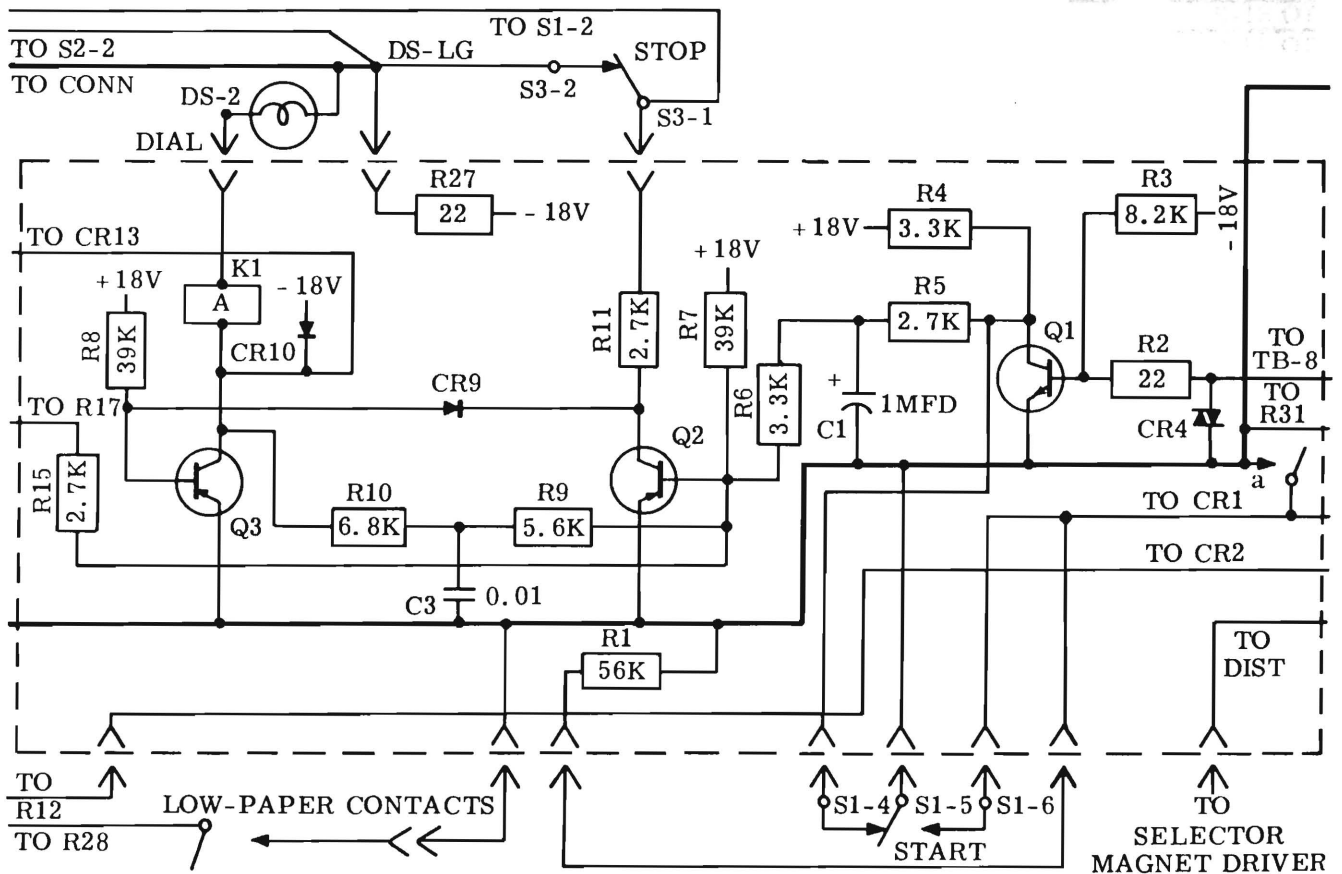 TO S1-2
TO S2-2
DS-LG
STOP
TO CONN
S3-2
DS-2
S3-1
DIAL
R27
22
- 18V
R4
3.3K
+18V
R3
8.2K
-18V
TO CR13
+18V
K1
A
- 18V
R8
39K
CR10
R11
2.7K
+18V
R7
39K
R5
2.7K
Q1
R2
22
TO
TB-8
TO
R31
CR9
R6
3.3K
+
1MFD
C1
CR4
TO R17
Q2
a
R15
2.7K
Q3
R10
6.8K
R9
5.6K
TO CR1
TO CR2
C3
0.01
R1
56K
TO
DIST
TO
R12
TO R28
LOW-PAPER CONTACTS
S1-4
S1-5
S1-6
START
TO
SELECTOR
MAGNET DRIVER